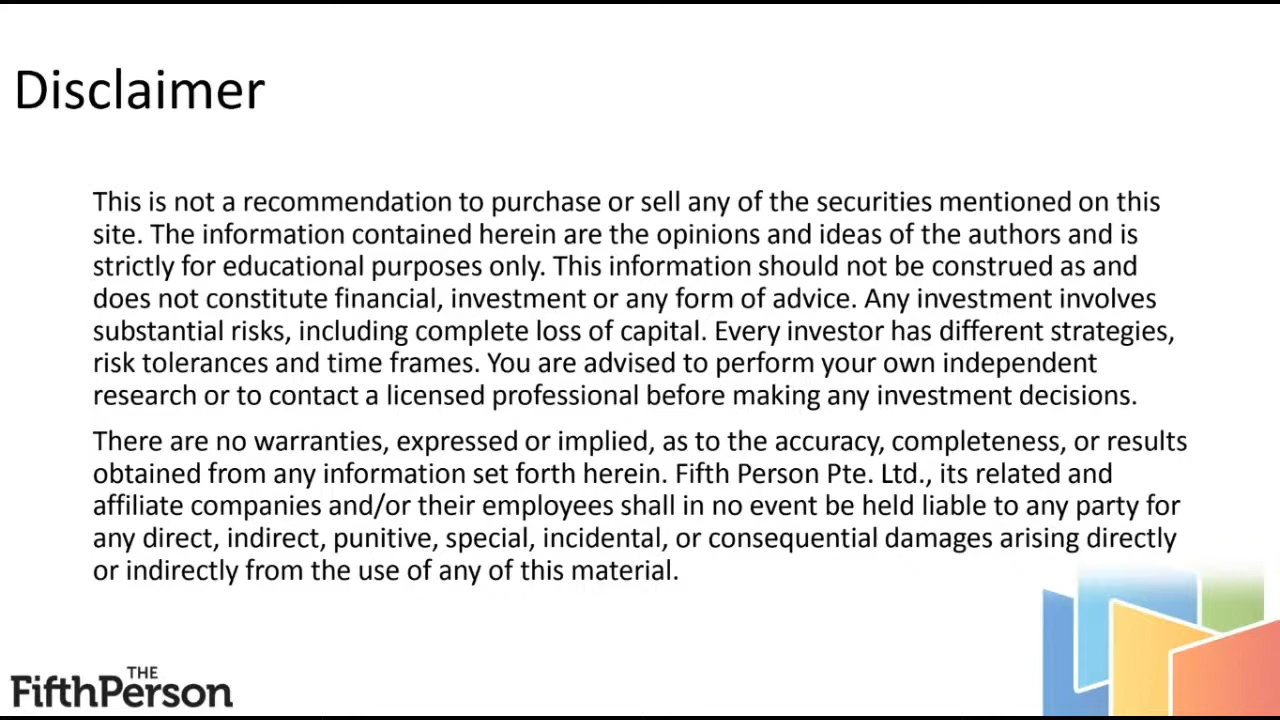 Disclaimer
This is not a recommendation to purchase or sell any of the securities mentioned on this
site. The information contained herein are the opinions and ideas of the authors and is
strictly for educational purposes only. This information should not be construed as and
does not constitute financial, investment or any form of advice. Any investment involves
substantial risks, including complete loss of capital. Every investor has different strategies,
risk tolerances and time frames. You are advised to perform your own independent
research or to contact a licensed professional before making any investment decisions.
There are no warranties, expressed or implied, as to the accuracy, completeness, or results
obtained from any information set forth herein. Fifth Person Pte. Ltd., its related and
affiliate companies and/or their employees shall in no event be held liable to any party for
any direct, indirect, punitive, special, incidental, or consequential damages arising directly
or indirectly from the use of any of this material.
THE
FifthPerson